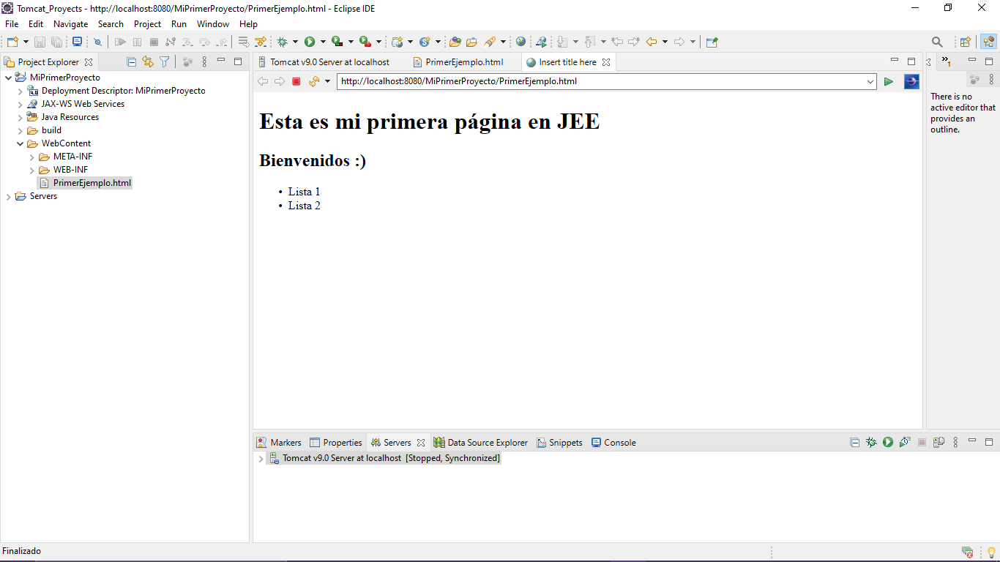 Tomcat_Proyects - http://localhost:8080/MiPrimerProyecto/PrimerEjemplo.html - Eclipse IDE
File Edit Navigate Search Project Run Window Help
Project Explorer
MiPrimerProyecto
Deployment Descriptor: MiPrimerProyecto
JAX-WS Web Services
Java Resources
build
WebContent
META-INF
WEB-INF
PrimerEjemplo.html
Servers
Tomcat v9.0 Server at localhost PrimerEjemplo.html Insert title here
http://localhost:8080/MiPrimerProyecto/PrimerEjemplo.html
Esta es mi primera página en JEE
Bienvenidos :)
• Lista 1
• Lista 2
»1
There is no
active editor that
provides an
outline.
Markers Properties Servers Data Source Explorer Snippets Console
Tomcat v9.0 Server at localhost [Stopped, Synchronized]
Finalizado